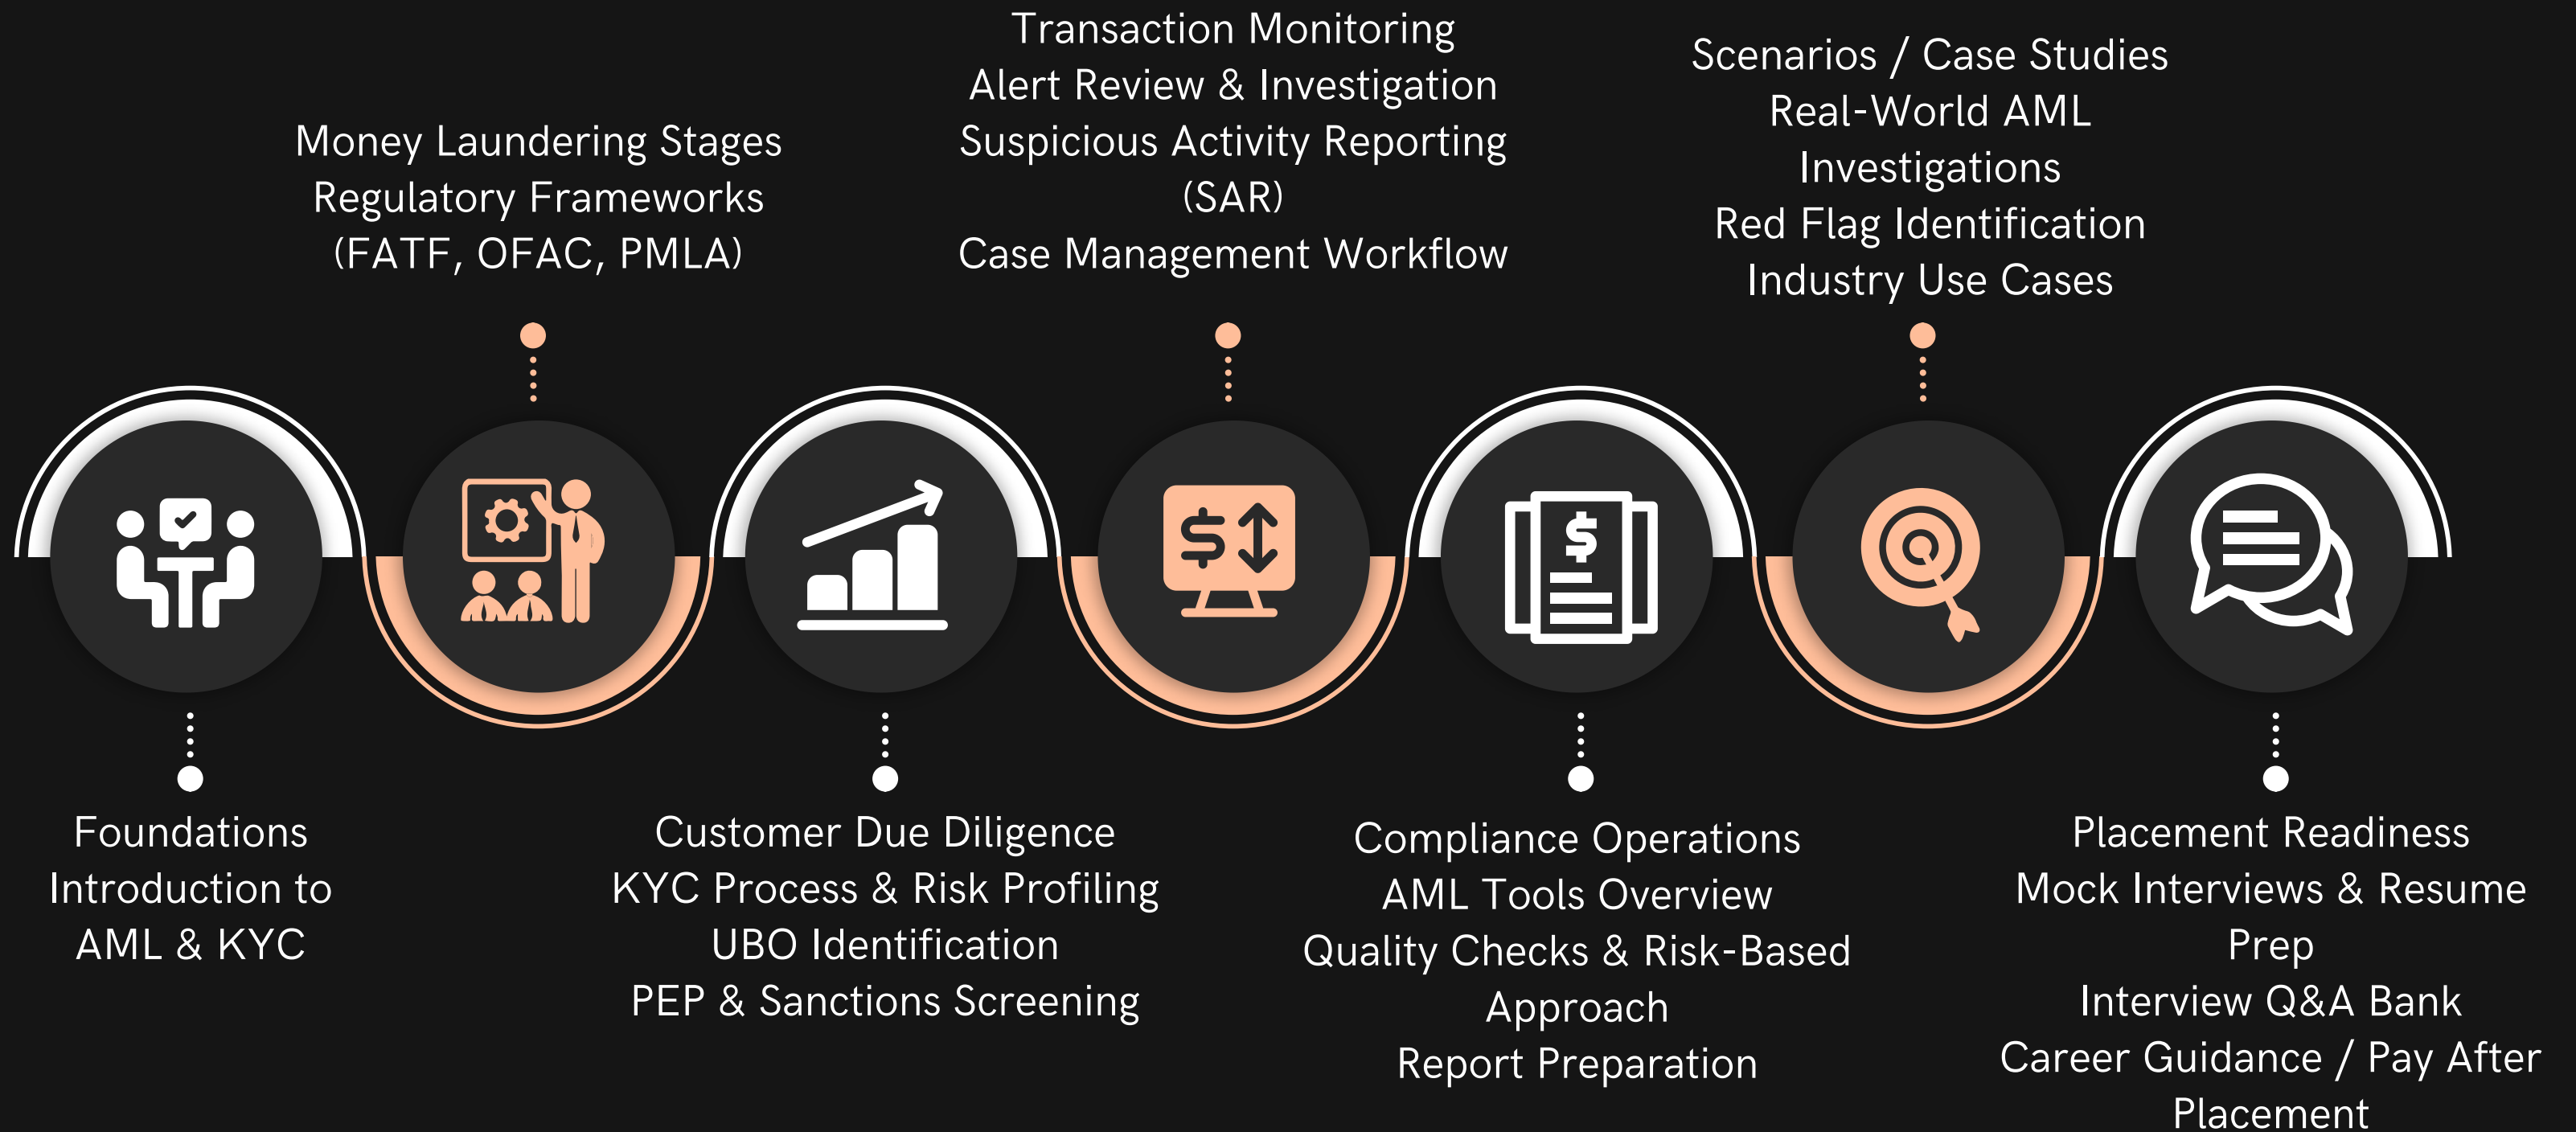 Foundations
Introduction to
AML & KYC
Money Laundering Stages
Regulatory Frameworks
(FATF, OFAC, PMLA)
Customer Due Diligence
KYC Process & Risk Profiling
UBO Identification
PEP & Sanctions Screening
Transaction Monitoring
Alert Review & Investigation
Suspicious Activity Reporting
(SAR)
Case Management Workflow
$
Compliance Operations
AML Tools Overview
Quality Checks & Risk-Based
Approach
Report Preparation
$
Scenarios / Case Studies
Real-World AML
Investigations
Red Flag Identification
Industry Use Cases
Placement Readiness
Mock Interviews & Resume
Prep
Interview Q&A Bank
Career Guidance / Pay After
Placement